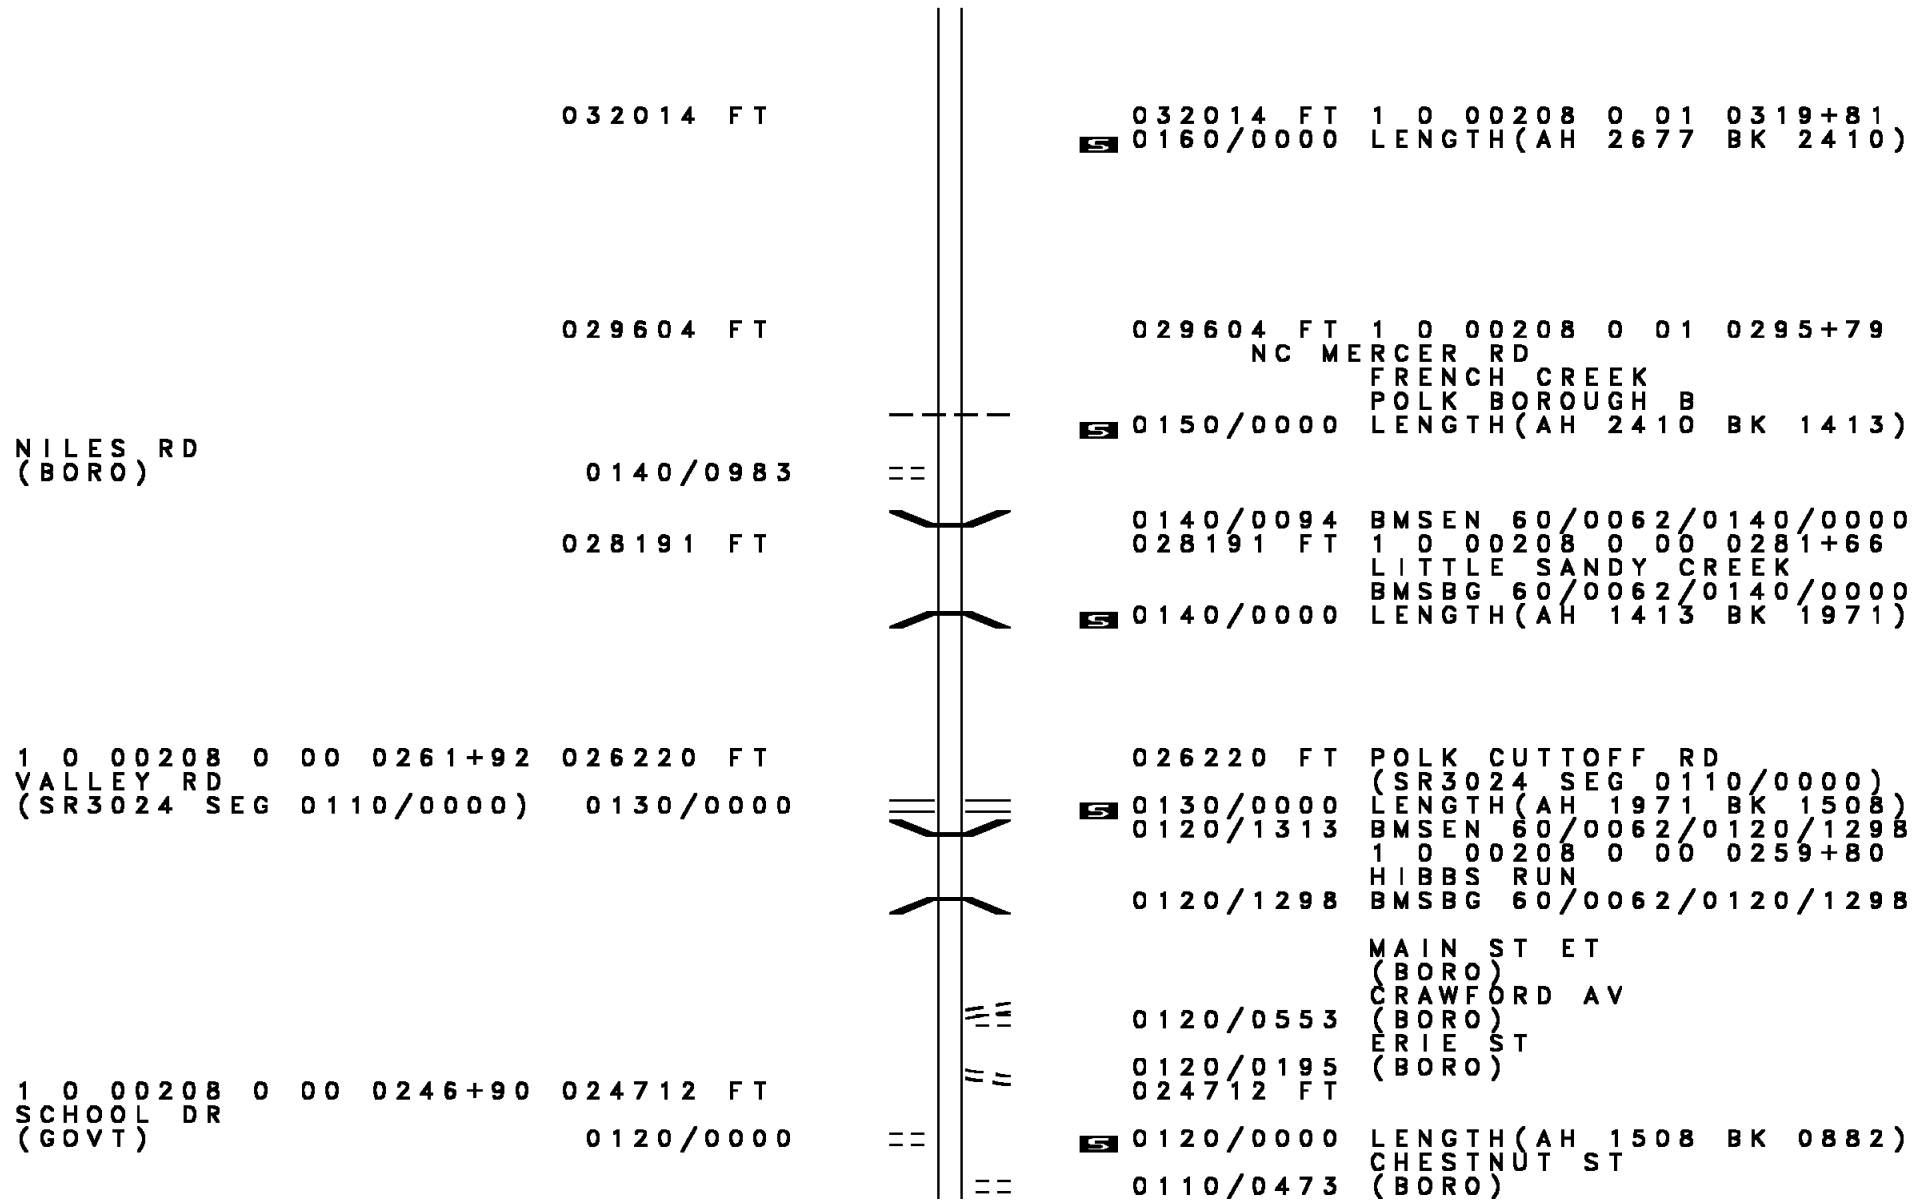 032014 FT 032014 FT 1 0 00208 0 01 0319+81
S 0160/0000 LENGTH(AH 2677 BK 2410)
029604 FT 029604 FT 1 0 00208 0 01 0295+79
NC MERCER RD
FRENCH CREEK
POLK BOROUGH B
S 0150/0000 LENGTH(AH 2410 BK 1413)
NILES RD
(BORO) 0140/0983
0140/0094 BMSEN 60/0062/0140/0000
028191 FT 028191 FT 1 0 00208 0 00 0281+66
LITTLE SANDY CREEK
BMSBG 60/0062/0140/0000
S 0140/0000 LENGTH(AH 1413 BK 1971)
1 0 00208 0 00 0261+92 026220 FT 026220 FT POLK CUTTOFF RD
VALLEY RD (SR3024 SEG 0110/0000)
(SR3024 SEG 0110/0000) 0130/0000 S 0130/0000 LENGTH(AH 1971 BK 1508)
0120/1313 BMSEN 60/0062/0120/1298
1 0 00208 0 00 0259+80
HIBBS RUN
0120/1298 BMSBG 60/0062/0120/1298
MAIN ST ET
(BORO)
CRAWFORD AV
0120/0553 (BORO)
ERIE ST
0120/0195 (BORO)
1 0 00208 0 00 0246+90 024712 FT 024712 FT
SCHOOL DR
(GOVT) 0120/0000 S 0120/0000 LENGTH(AH 1508 BK 0882)
CHESTNUT ST
0110/0473 (BORO)